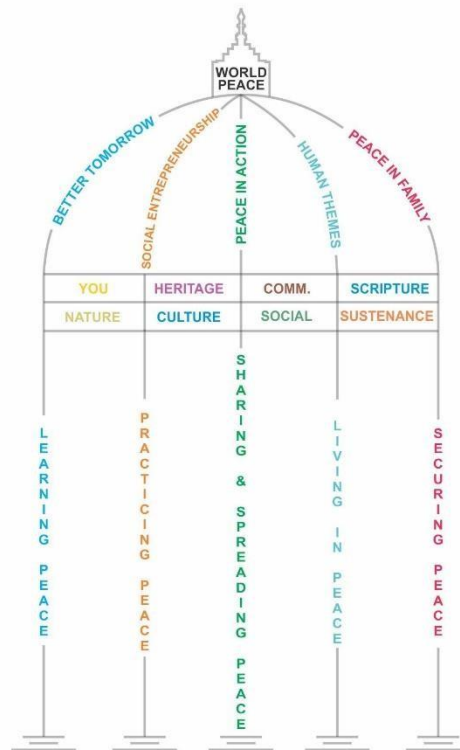 WORLD
PEACE
BETTER TOMORROW
SOCIAL ENTREPRENEURSHIP
PEACE IN ACTION
HUMAN THEMES
PEACE IN FAMILY
YOU
HERITAGE
COMM.
SCRIPTURE
NATURE
CULTURE
SOCIAL
SUSTENANCE
LEARNING PEACE
PRACTICING PEACE
SHARING & SPREADING PEACE
LIVING IN PEACE
SECURING PEACE